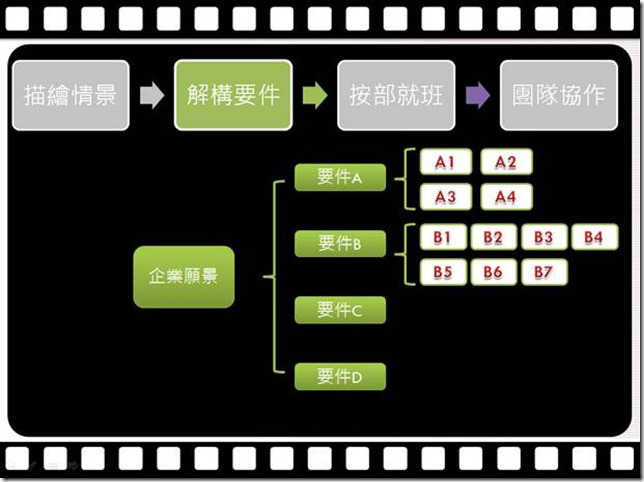 描繪情景 解構要件 按部就班 團隊協作
要件A
A1 A2
A3 A4
要件B
B1 B2 B3 B4
B5 B6 B7
企業願景
要件C
要件D